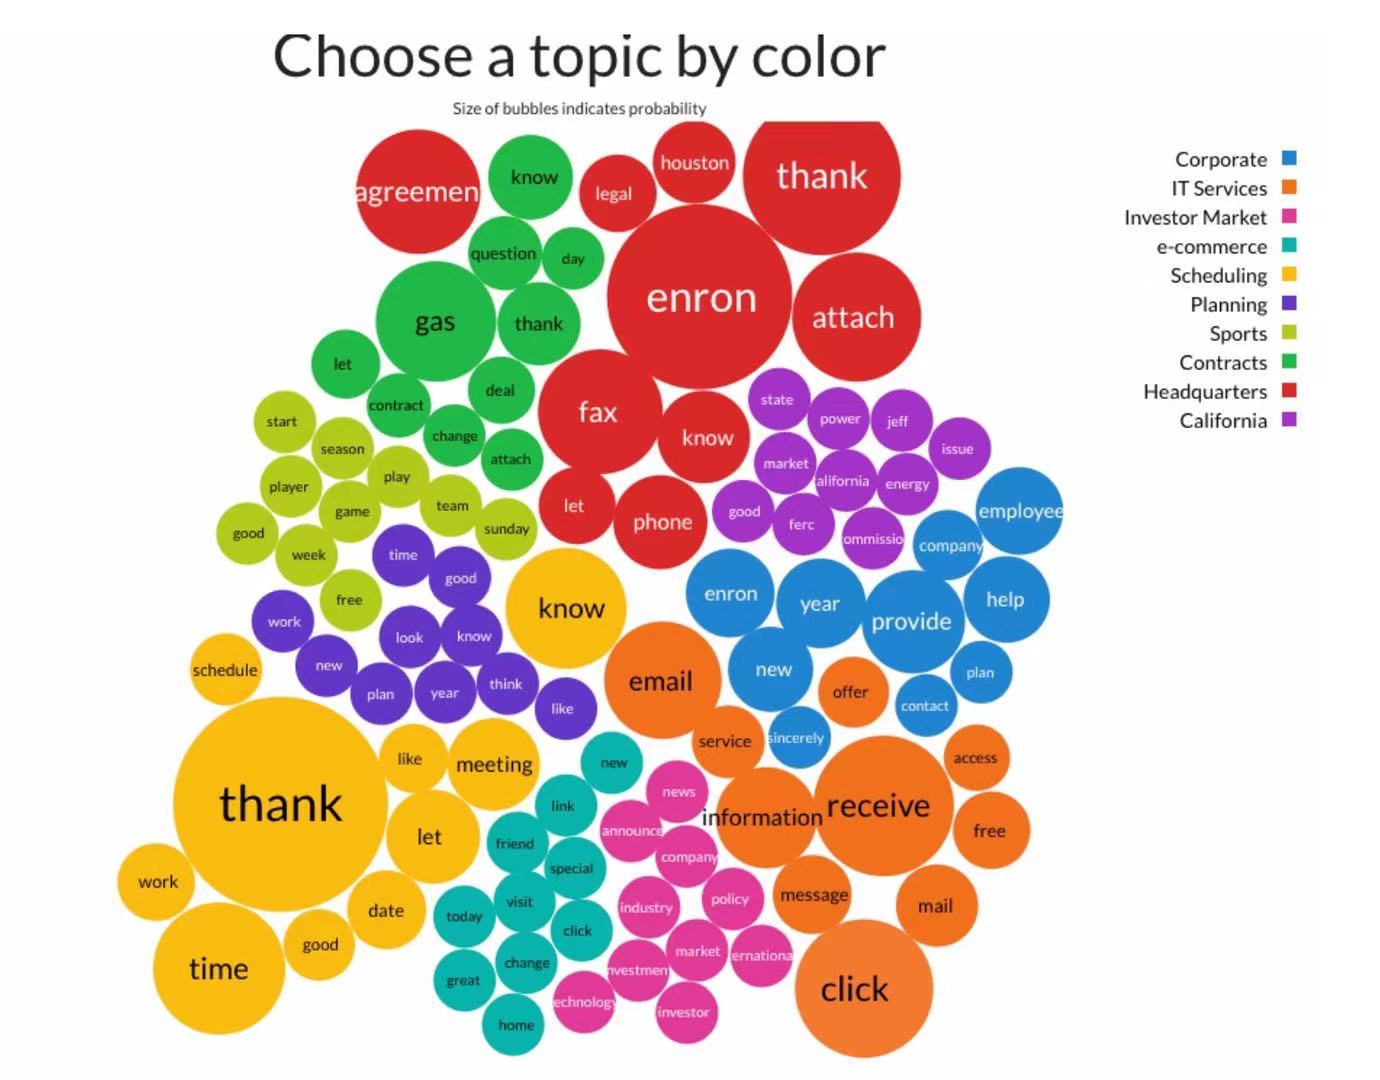 Choose a topic by color
Size of bubbles indicates probability
agreemen
know
legal
houston
thank
question
day
enron
gas
thank
attach
let
contract
deal
change
attach
fax
know
let
phone
start
season
player
play
game
team
good
week
sunday
free
state
power
jeff
issue
market
alifornia
energy
good
ferc
ommissio
time
good
work
look
know
new
plan
year
think
like
know
employee
company
enron
year
provide
help
new
plan
contact
sincerely
schedule
thank
like
meeting
let
work
date
good
time
email
offer
service
information
receive
access
free
message
mail
click
new
link
friend
special
visit
today
click
change
great
home
news
announce
company
industry
policy
market
ernationa
nvestmen
echnology
investor
Corporate
IT Services
Investor Market
e-commerce
Scheduling
Planning
Sports
Contracts
Headquarters
California